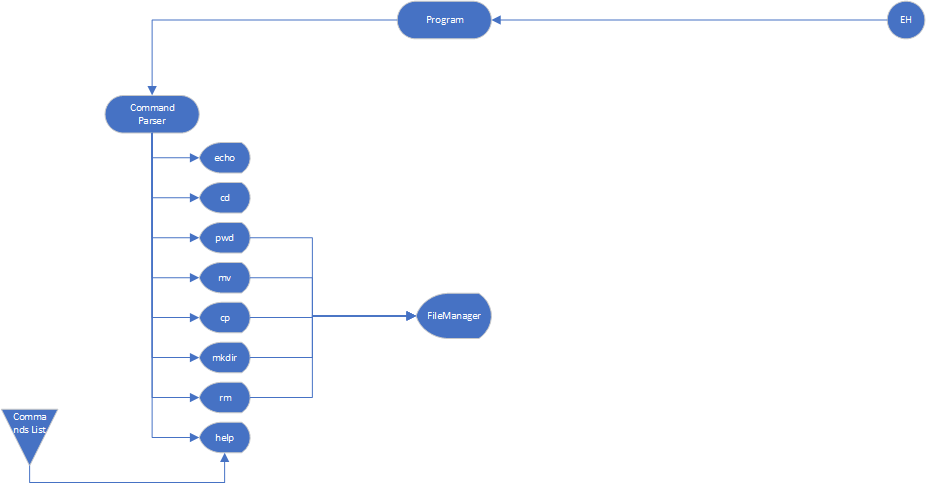 Program
EH
Command
Parser
echo
cd
pwd
mv
cp
FileManager
mkdir
rm
Comma
nds List
help